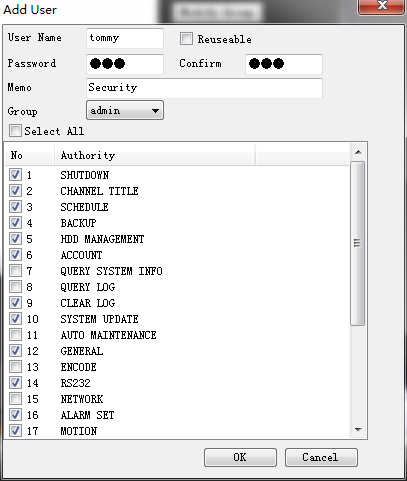 Add User
User Name tommy Reuseable
Password ●●● Confirm ●●●
Memo Security
Group admin
Select All
No Authority
1 SHUTDOWN
2 CHANNEL TITLE
3 SCHEDULE
4 BACKUP
5 HDD MANAGEMENT
6 ACCOUNT
7 QUERY SYSTEM INFO
8 QUERY LOG
9 CLEAR LOG
10 SYSTEM UPDATE
11 AUTO MAINTENANCE
12 GENERAL
13 ENCODE
14 RS232
15 NETWORK
16 ALARM SET
17 MOTION
OK Cancel